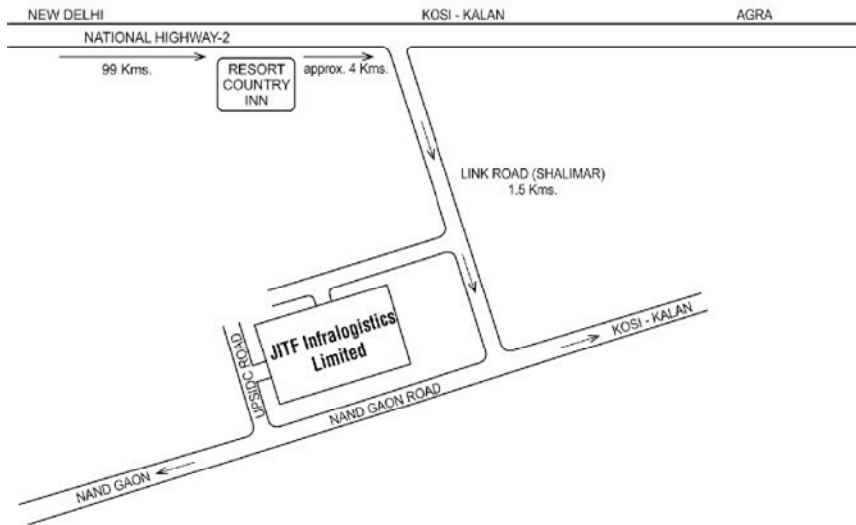 NEW DELHI
KOSI - KALAN
AGRA
NATIONAL HIGHWAY-2
99 Kms.
RESORT
COUNTRY
INN
approx. 4 Kms.
LINK ROAD (SHALIMAR)
1.5 Kms.
JITF Infralogistics
Limited
UPSIDC ROAD
KOSI - KALAN
NAND GAON ROAD
NAND GAON